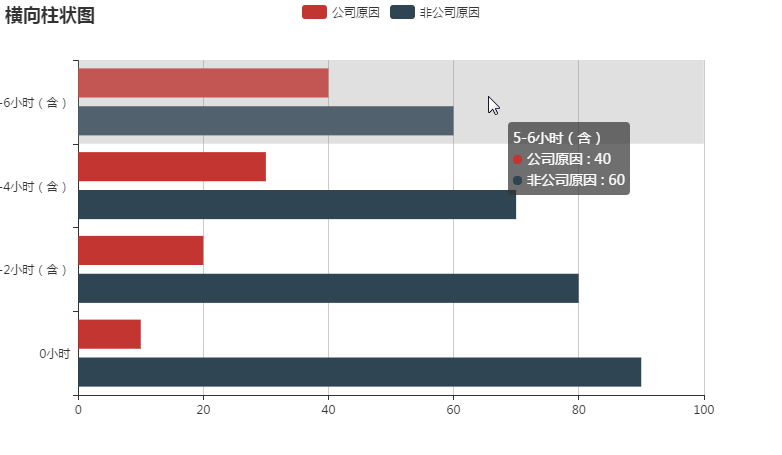 横向柱状图
公司原因 非公司原因
-6小时（含）
5-6小时（含）
公司原因 : 40
非公司原因 : 60
-4小时（含）
-2小时（含）
0小时
0 20 40 60 80 100